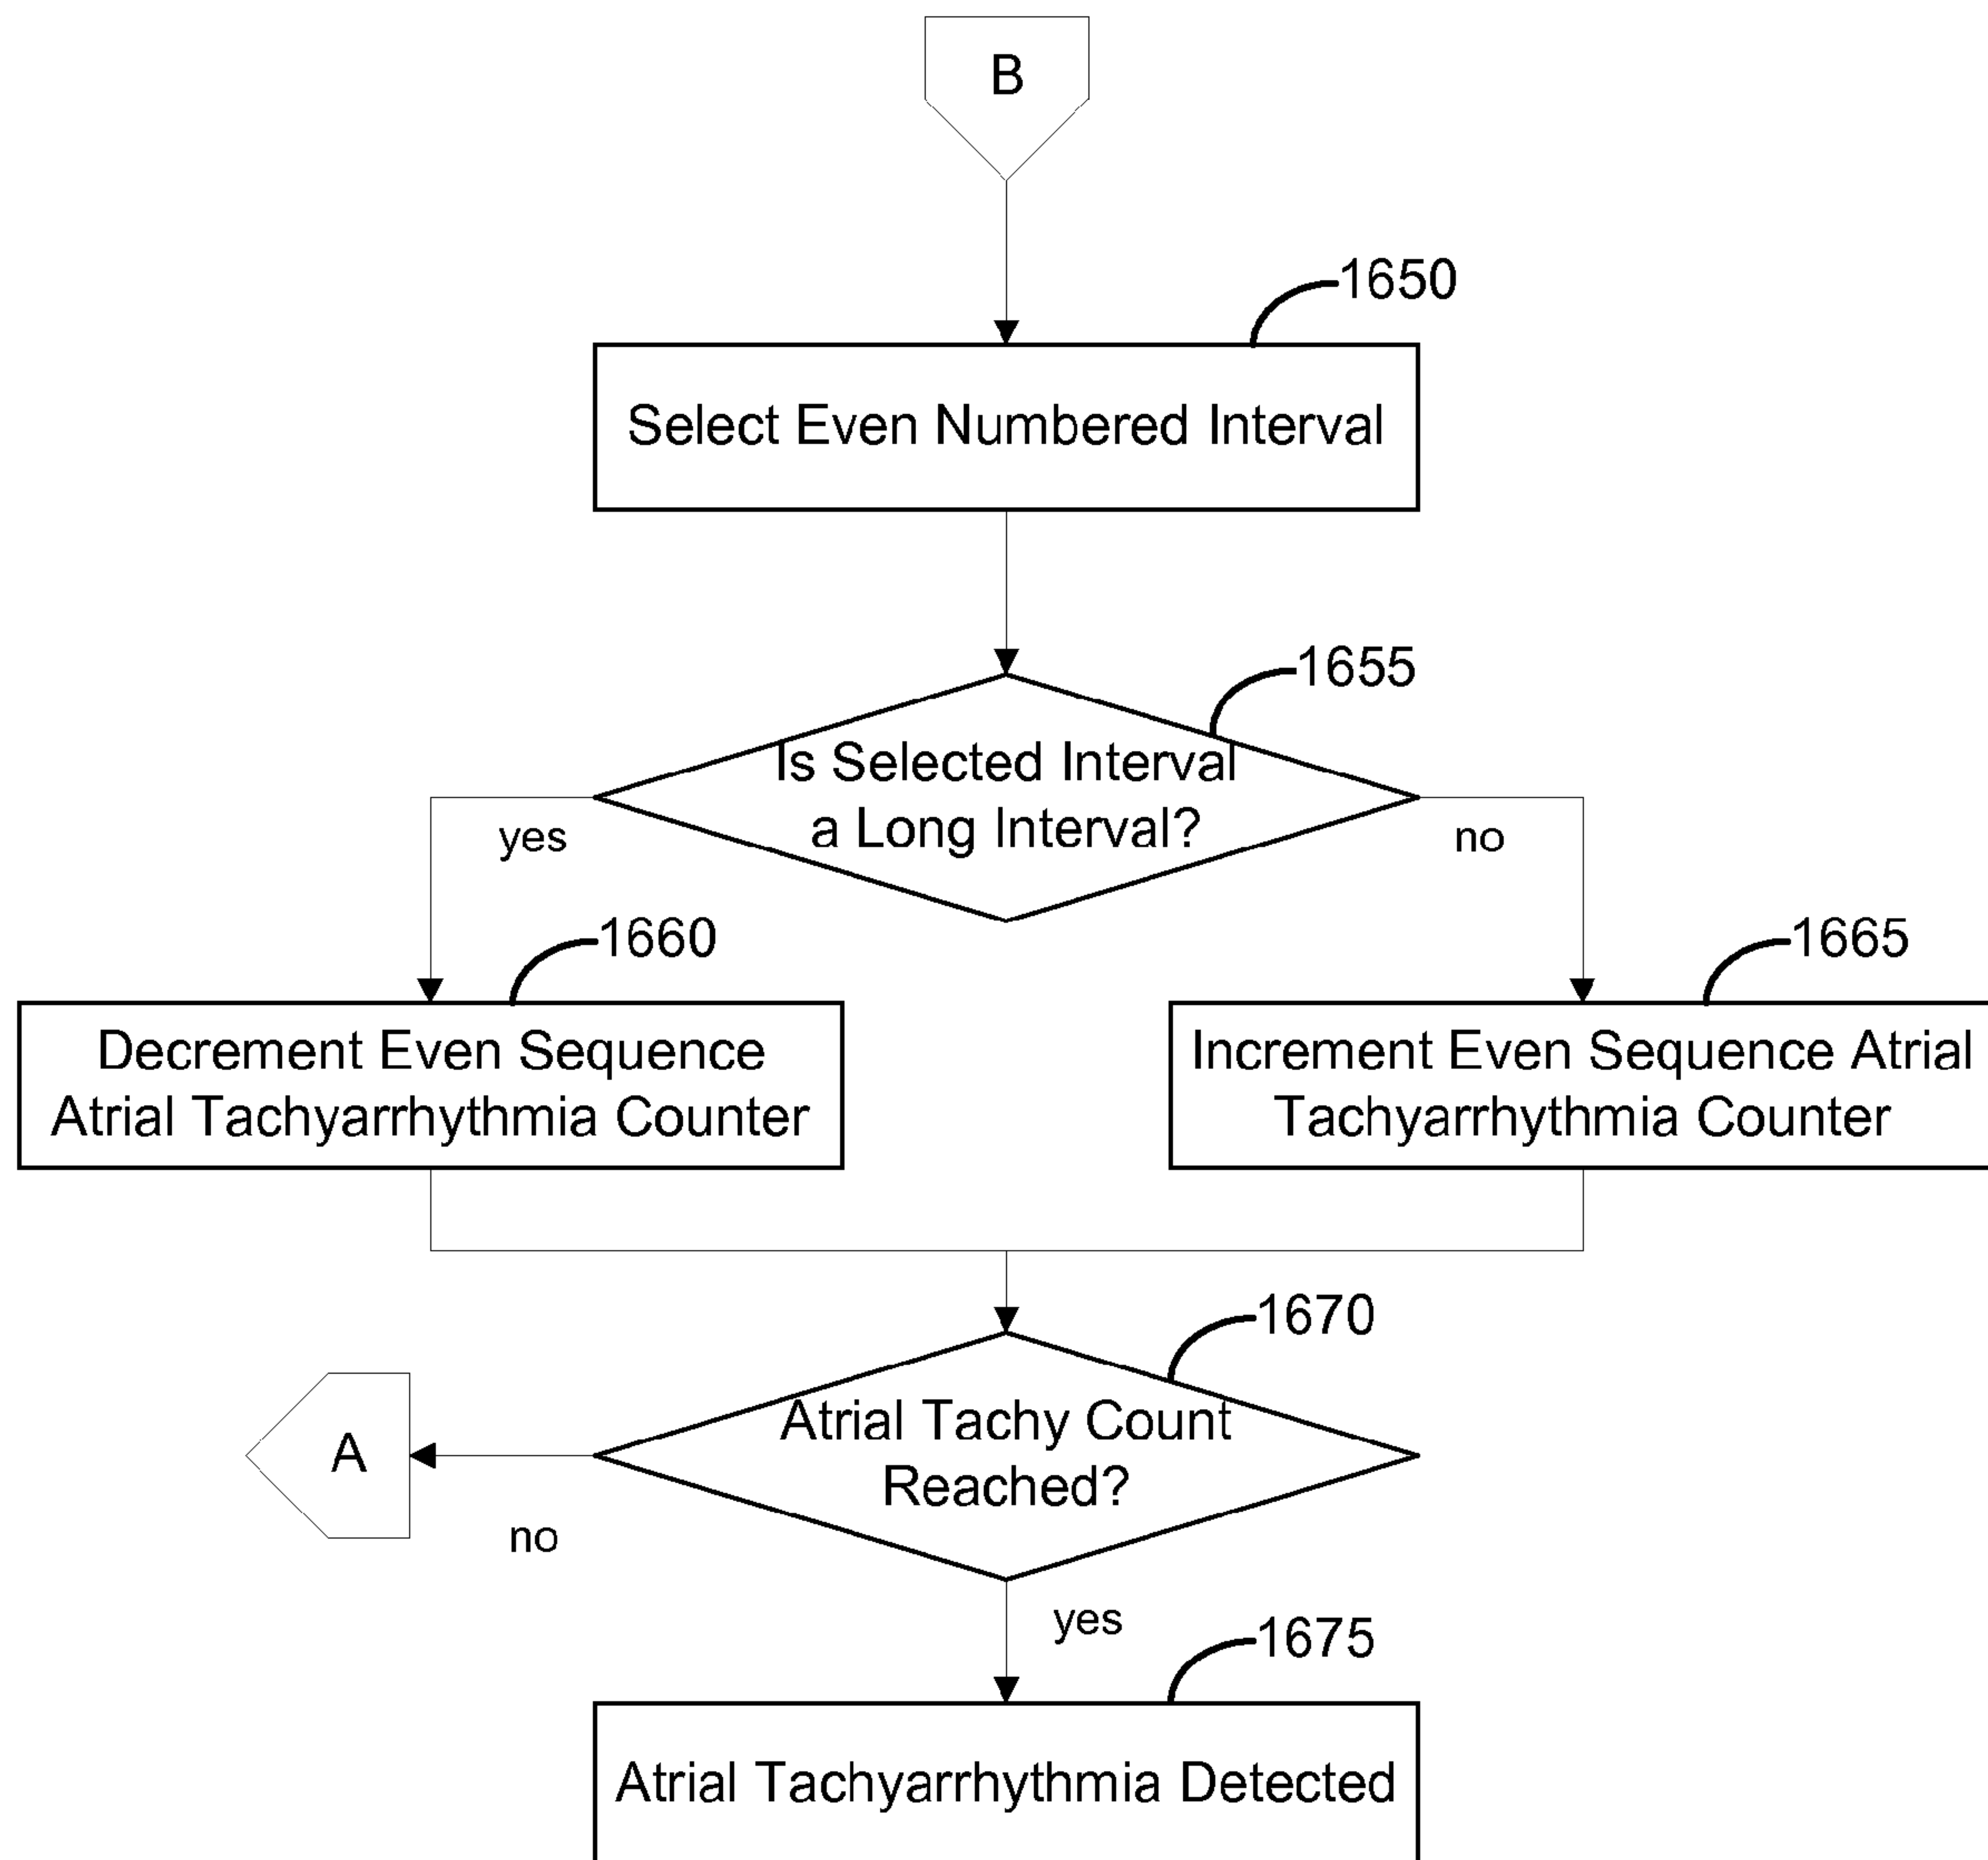 B
1650
Select Even Numbered Interval
1655
Is Selected Interval
a Long Interval?
yes
no
1660
1665
Decrement Even Sequence
Atrial Tachyarrhythmia Counter
Increment Even Sequence Atrial
Tachyarrhythmia Counter
1670
Atrial Tachy Count
Reached?
A
no
yes
1675
Atrial Tachyarrhythmia Detected